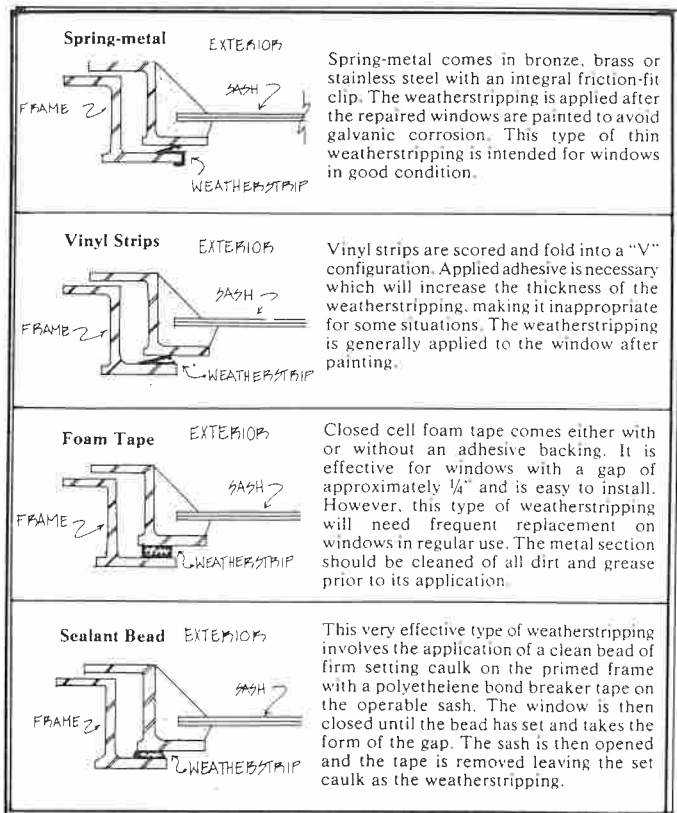 Spring-metal
EXTERIOR
SASH
FRAME
WEATHERSTRIP
Spring-metal comes in bronze, brass or
stainless steel with an integral friction-fit
clip. The weatherstripping is applied after
the repaired windows are painted to avoid
galvanic corrosion. This type of thin
weatherstripping is intended for windows
in good condition.
Vinyl Strips
EXTERIOR
SASH
FRAME
WEATHERSTRIP
Vinyl strips are scored and fold into a “V”
configuration. Applied adhesive is necessary
which will increase the thickness of the
weatherstripping, making it inappropriate
for some situations. The weatherstripping
is generally applied to the window after
painting.
Foam Tape
EXTERIOR
SASH
FRAME
WEATHERSTRIP
Closed cell foam tape comes either with
or without an adhesive backing. It is
effective for windows with a gap of
approximately ¼" and is easy to install.
However, this type of weatherstripping
will need frequent replacement on
windows in regular use. The metal section
should be cleaned of all dirt and grease
prior to its application.
Sealant Bead
EXTERIOR
SASH
FRAME
WEATHERSTRIP
This very effective type of weatherstripping
involves the application of a clean bead of
firm setting caulk on the primed frame
with a polyethelene bond breaker tape on
the operable sash. The window is then
closed until the bead has set and takes the
form of the gap. The sash is then opened
and the tape is removed leaving the set
caulk as the weatherstripping.